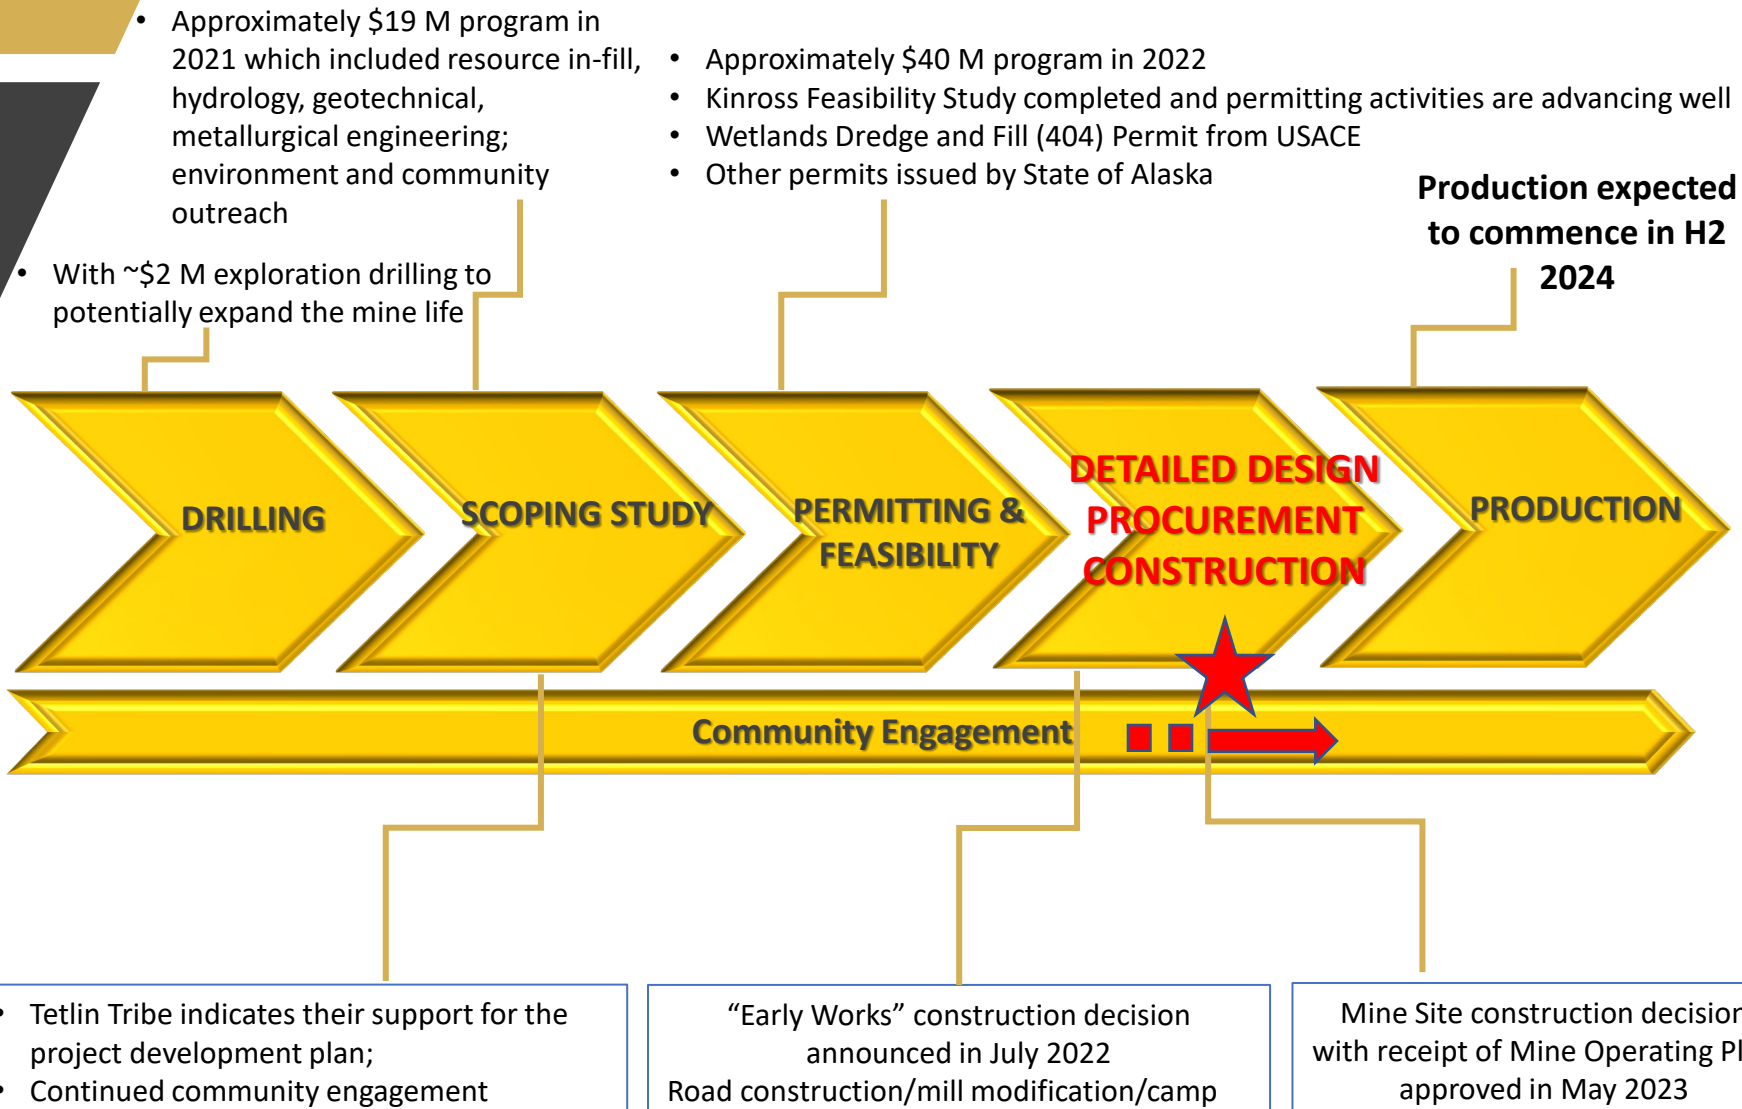 • Approximately $19 M program in
2021 which included resource in-fill,
hydrology, geotechnical,
metallurgical engineering;
environment and community
outreach
• With ~$2 M exploration drilling to
potentially expand the mine life
• Approximately $40 M program in 2022
• Kinross Feasibility Study completed and permitting activities are advancing well
• Wetlands Dredge and Fill (404) Permit from USACE
• Other permits issued by State of Alaska
Production expected
to commence in H2
2024
DRILLING
SCOPING STUDY
PERMITTING &
FEASIBILITY
DETAILED DESIGN
PROCUREMENT
CONSTRUCTION
PRODUCTION
Community Engagement
• Tetlin Tribe indicates their support for the
project development plan;
• Continued community engagement
“Early Works” construction decision
announced in July 2022
Road construction/mill modification/camp
Mine Site construction decision
with receipt of Mine Operating
approved in May 2023